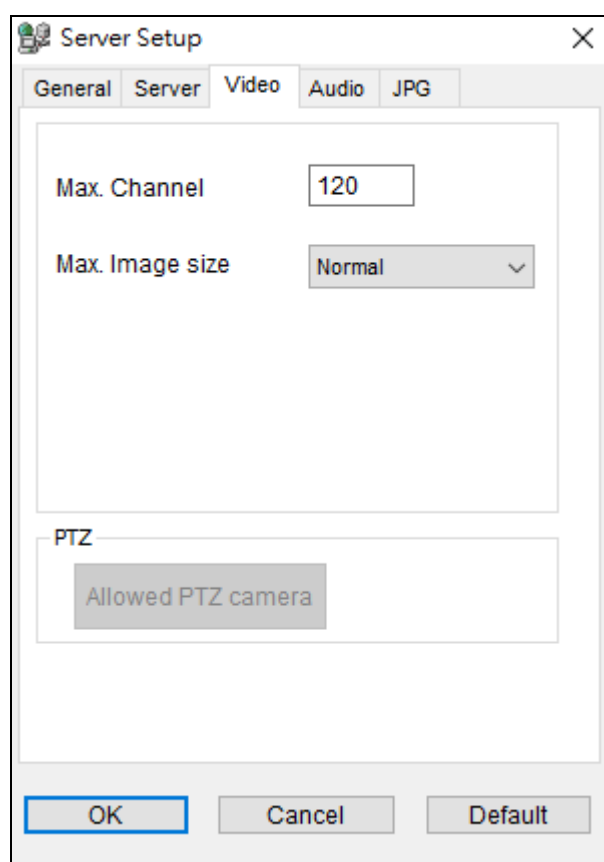 Server Setup
General Server Video Audio JPG
Max. Channel 120
Max. Image size Normal
PTZ
Allowed PTZ camera
OK Cancel Default